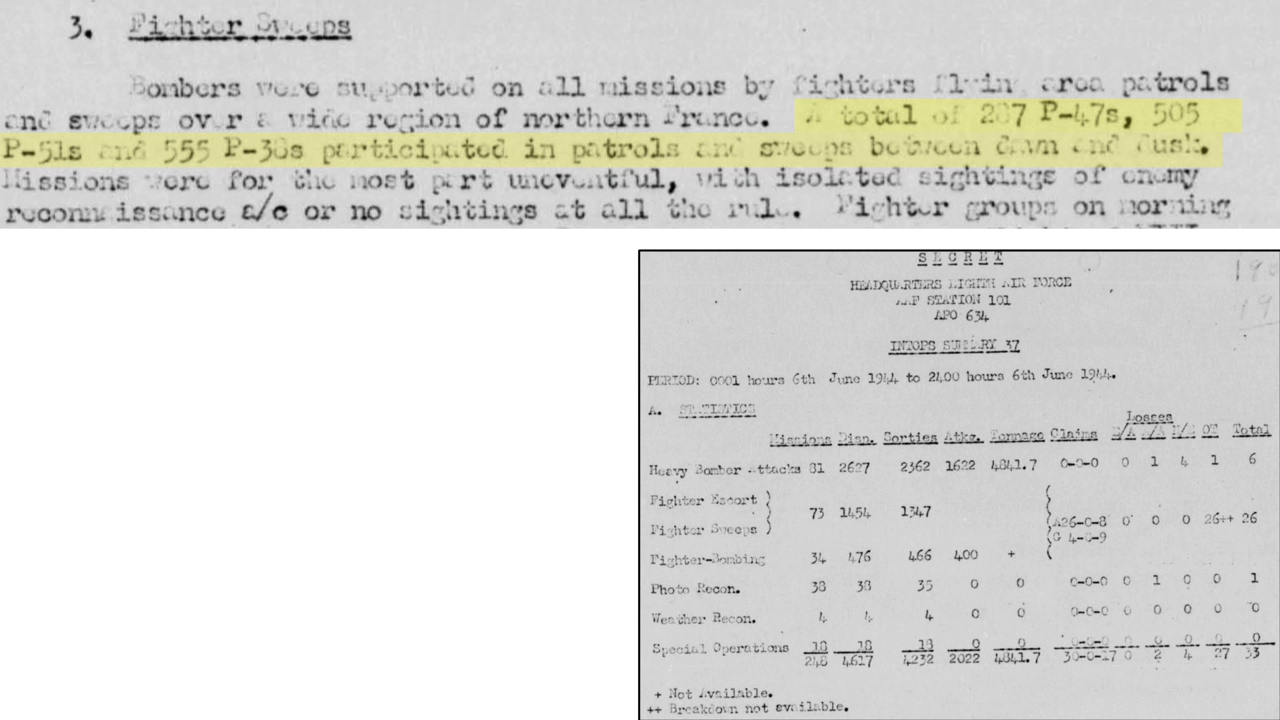 3. Fighter Sweeps
Bombers were supported on all missions by fighters flying area patrols
and sweeps over a wide region of northern France. A total of 287 P-47s, 505
P-51s and 555 P-38s participated in patrols and sweeps between dawn and dusk.
Missions were for the most part uneventful, with isolated sightings of enemy
reconnaissance a/c or no sightings at all the rule. Fighter groups on morning
SECRET
HEADQUARTERS EIGHTH AIR FORCE
AAF STATION 101
APO 634
INTOPS SUMMARY 37
PERIOD: 0001 hours 6th June 1944 to 2400 hours 6th June 1944.
A. STATISTICS
Losses
Missions Disp. Sorties Atkg. Tonnage Claims E/A A/A N/E OT Total
Heavy Bomber Attacks 81 2627 2362 1622 4841.7 0-0-0 0 1 4 1 6
Fighter Escort )
73 1454 1347 (A26-0-8 0 0 0 26++ 26
Fighter Sweeps ) (G 4-0-9
Fighter-Bombing 34 476 466 400 +
Photo Recon. 38 38 35 0 0 0-0-0 0 1 0 0 1
Weather Recon. 4 4 4 0 0 0-0-0 0 0 0 0 0
Special Operations 18 18 18 0 0 0-0-0 0 0 0 0 0
248 4617 4232 2022 4841.7 30-0-17 0 2 4 27 33
+ Not Available.
++ Breakdown not available.